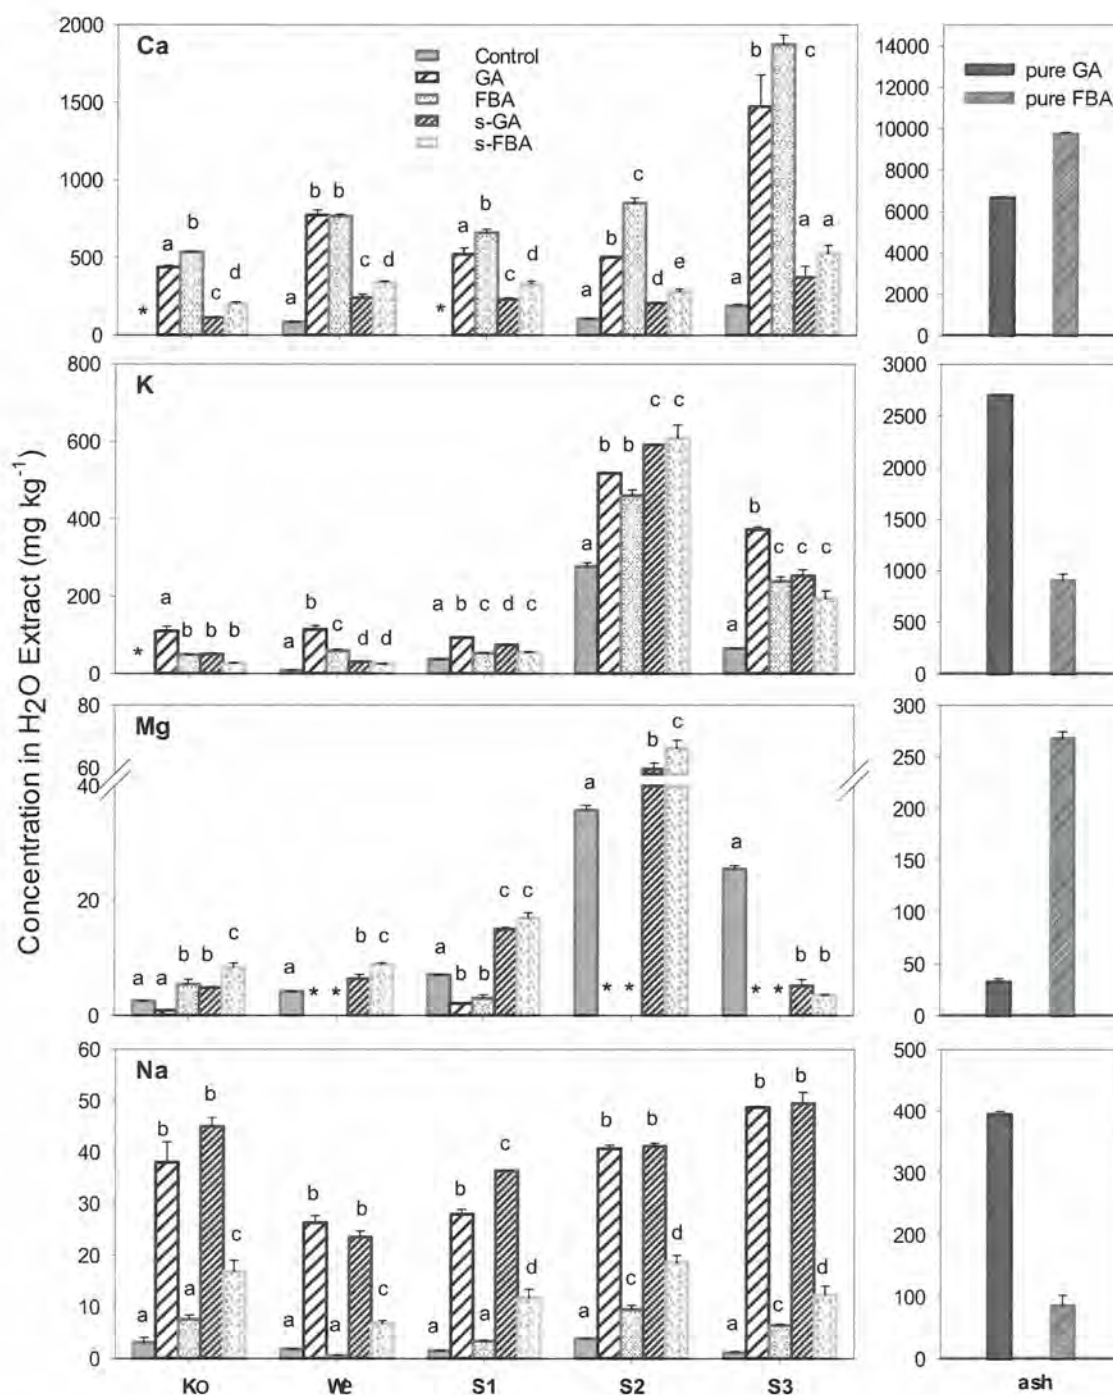 Concentration in H2O Extract (mg kg-1)
Ca
2000
1500
1000
500
0
Control
GA
FBA
s-GA
s-FBA
* a b c d
a b b c d
* a b c d
a b c d e
a b c a a
14000
12000
10000
8000
6000
4000
2000
0
pure GA
pure FBA
K
800
600
400
200
0
* a b b b
a b c d d
a b c d c
a b b c c
a b c c c
3000
2500
2000
1500
1000
500
0
Mg
80
60
40
20
0
a a b b c
a * * b c
a b b c c
a * * b c
a * * b b
300
250
200
150
100
50
0
Na
60
50
40
30
20
10
0
a b a b c
a b a b c
a b a c d
a b c b d
a b c b d
500
400
300
200
100
0
Ko We S1 S2 S3 ash